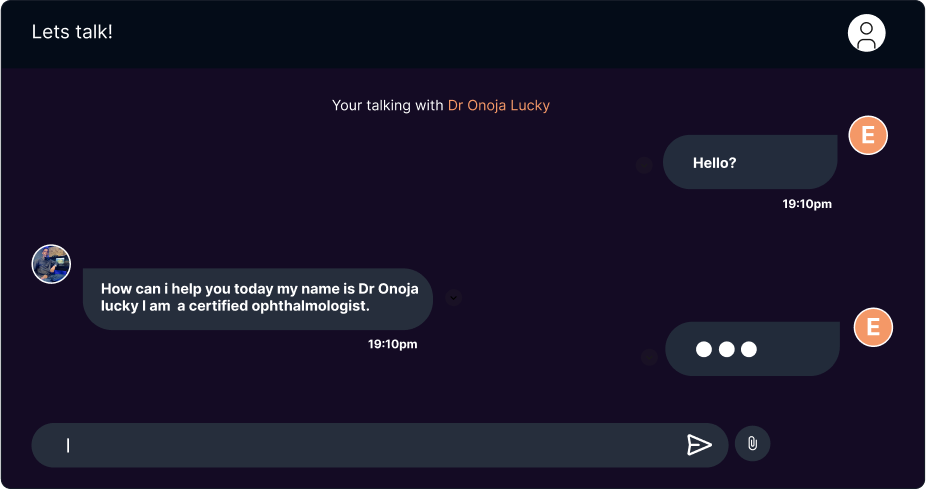 Lets talk!
Your talking with Dr Onoja Lucky
E
Hello?
19:10pm
How can i help you today my name is Dr Onoja
lucky I am a certified ophthalmologist.
19:10pm
E